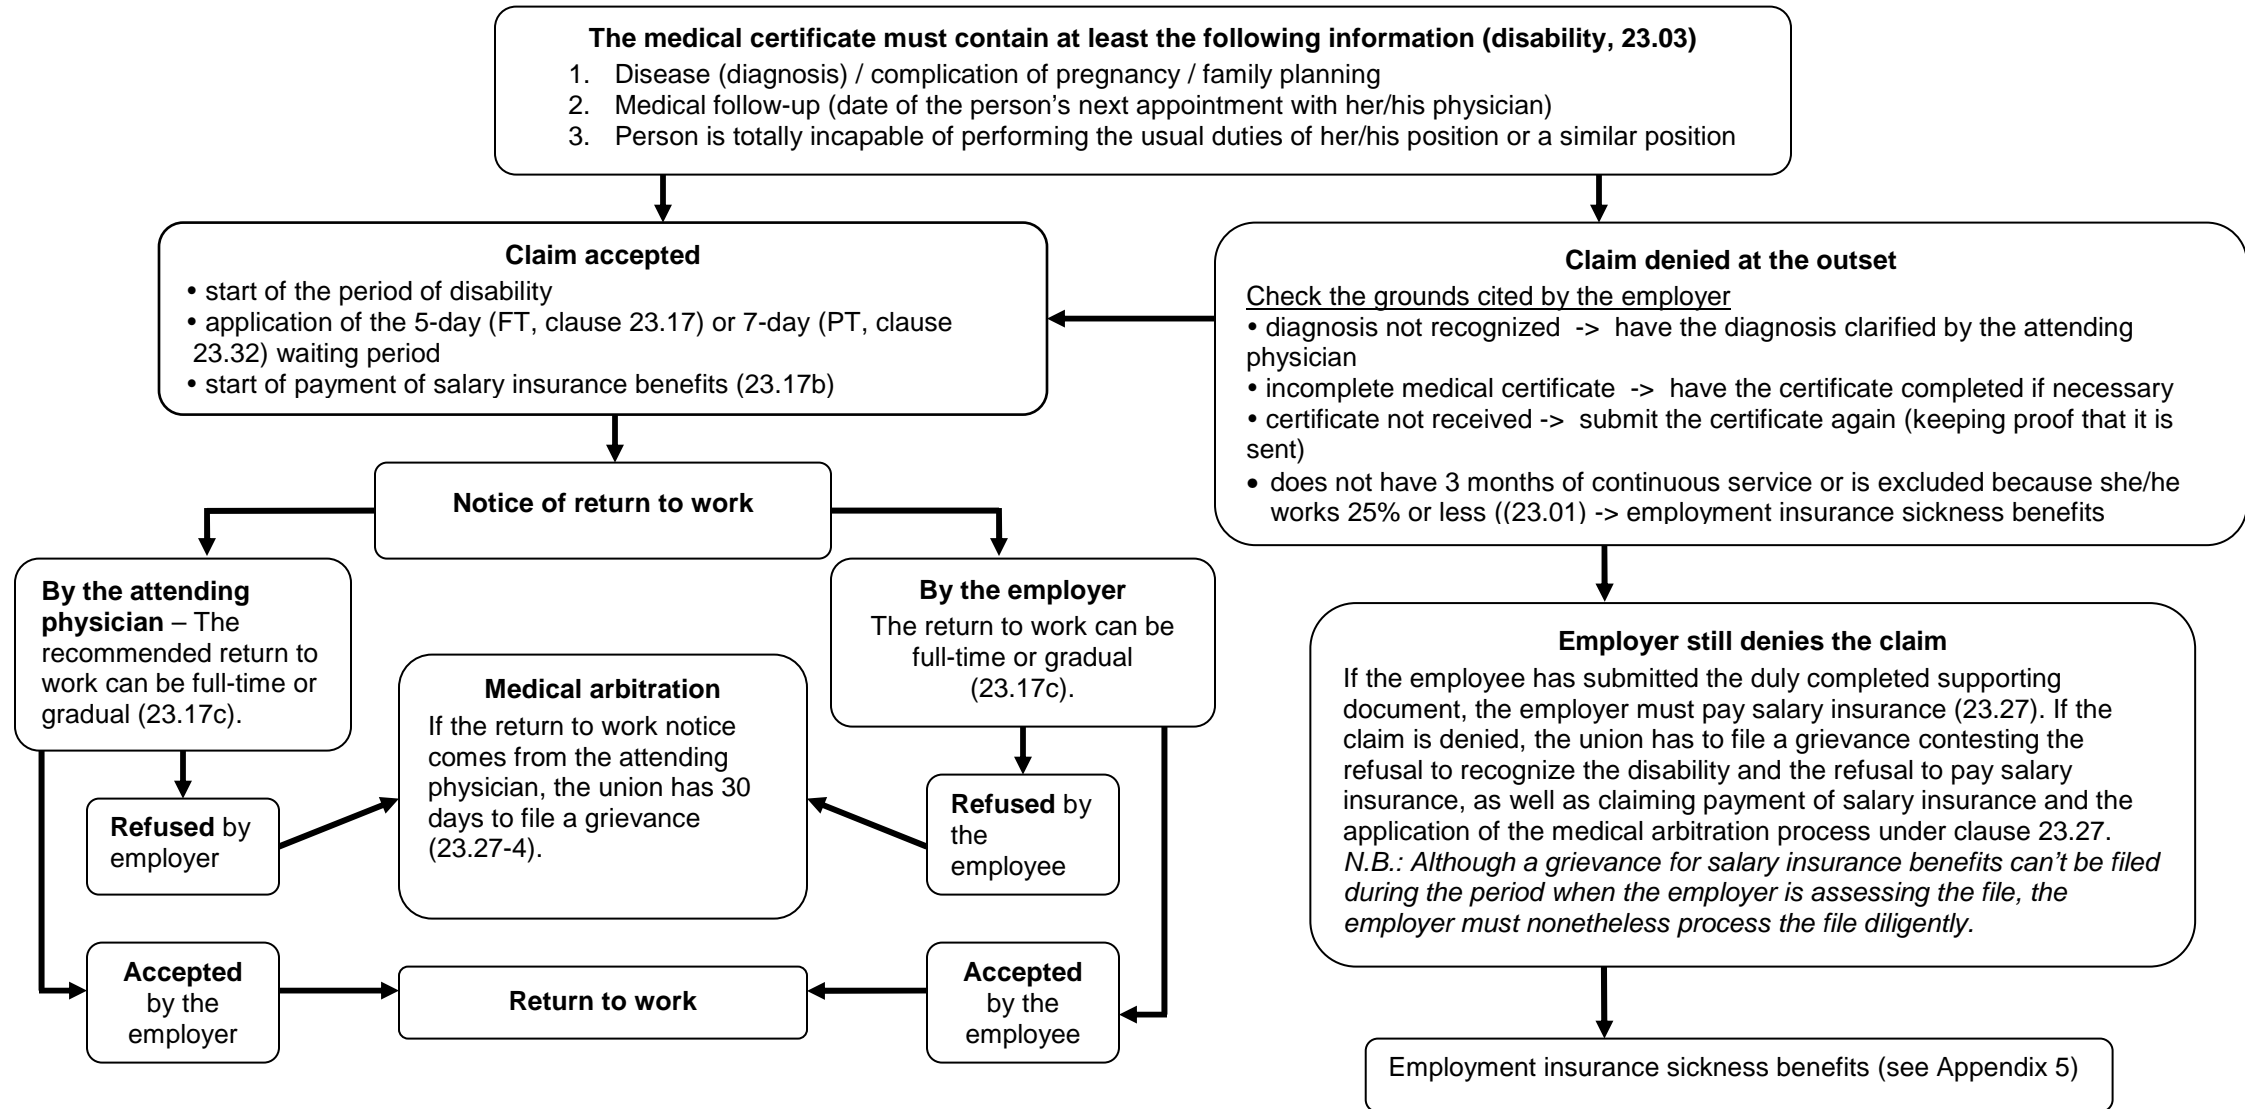 The medical certificate must contain at least the following information (disability, 23.03)
1. Disease (diagnosis) / complication of pregnancy / family planning
2. Medical follow-up (date of the person's next appointment with her/his physician)
3. Person is totally incapable of performing the usual duties of her/his position or a similar position
Claim accepted
• start of the period of disability
• application of the 5-day (FT, clause 23.17) or 7-day (PT, clause
23.32) waiting period
• start of payment of salary insurance benefits (23.17b)
Claim denied at the outset
Check the grounds cited by the employer
• diagnosis not recognized -> have the diagnosis clarified by the attending
physician
• incomplete medical certificate -> have the certificate completed if necessary
• certificate not received -> submit the certificate again (keeping proof that it is
sent)
• does not have 3 months of continuous service or is excluded because she/he
works 25% or less ((23.01) -> employment insurance sickness benefits
Notice of return to work
By the attending
physician – The
recommended return to
work can be full-time or
gradual (23.17c).
By the employer
The return to work can be
full-time or gradual
(23.17c).
Medical arbitration
If the return to work notice
comes from the attending
physician, the union has 30
days to file a grievance
(23.27-4).
Refused by
employer
Refused by
the
employee
Employer still denies the claim
If the employee has submitted the duly completed supporting
document, the employer must pay salary insurance (23.27). If the
claim is denied, the union has to file a grievance contesting the
refusal to recognize the disability and the refusal to pay salary
insurance, as well as claiming payment of salary insurance and the
application of the medical arbitration process under clause 23.27.
N.B.: Although a grievance for salary insurance benefits can't be filed
during the period when the employer is assessing the file, the
employer must nonetheless process the file diligently.
Accepted
by the
employer
Return to work
Accepted
by the
employee
Employment insurance sickness benefits (see Appendix 5)